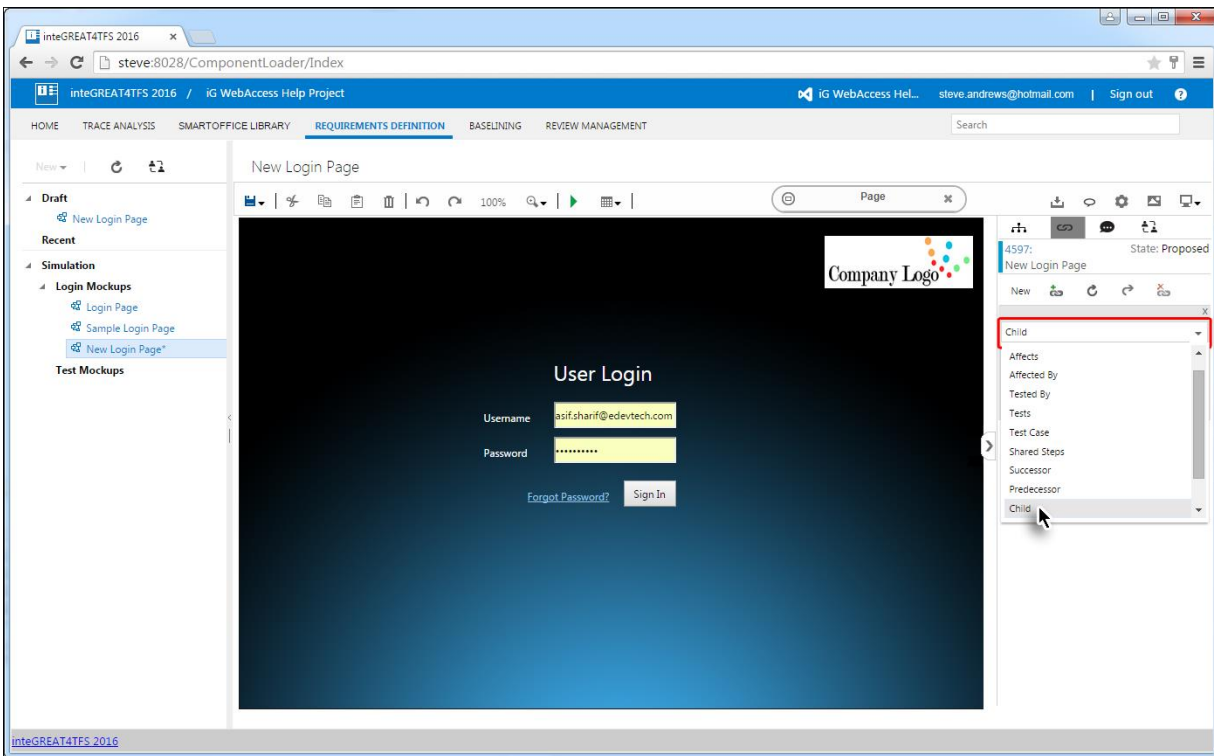 inteGREAT4TFS 2016
steve:8028/ComponentLoader/Index
inteGREAT4TFS 2016 / iG WebAccess Help Project
iG WebAccess Hel... steve.andrews@hotmail.com | Sign out ?
HOME TRACE ANALYSIS SMARTOFFICE LIBRARY REQUIREMENTS DEFINITION BASELINING REVIEW MANAGEMENT
Search
New
New Login Page
Draft
New Login Page
Recent
Simulation
Login Mockups
Login Page
Sample Login Page
New Login Page*
Test Mockups
100%
Page
Company Logo
User Login
Username
asif.sharif@edevtech.com
Password
Forgot Password?
Sign In
4597: State: Proposed
New Login Page
New
x
Child
Affects
Affected By
Tested By
Tests
Test Case
Shared Steps
Successor
Predecessor
Child
inteGREAT4TFS 2016